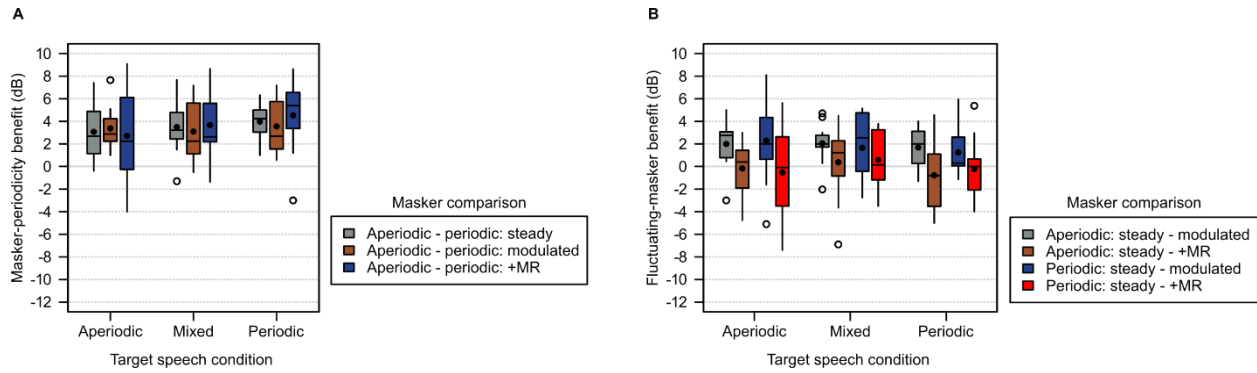 A
Masker-periodicity benefit (dB)
10
8
6
4
2
0
-2
-4
-6
-8
-10
-12
Aperiodic Mixed Periodic
Target speech condition
Masker comparison
Aperiodic - periodic: steady
Aperiodic - periodic: modulated
Aperiodic - periodic: +MR
B
Fluctuating-masker benefit (dB)
10
8
6
4
2
0
-2
-4
-6
-8
-10
-12
Aperiodic Mixed Periodic
Target speech condition
Masker comparison
Aperiodic: steady - modulated
Aperiodic: steady - +MR
Periodic: steady - modulated
Periodic: steady - +MR